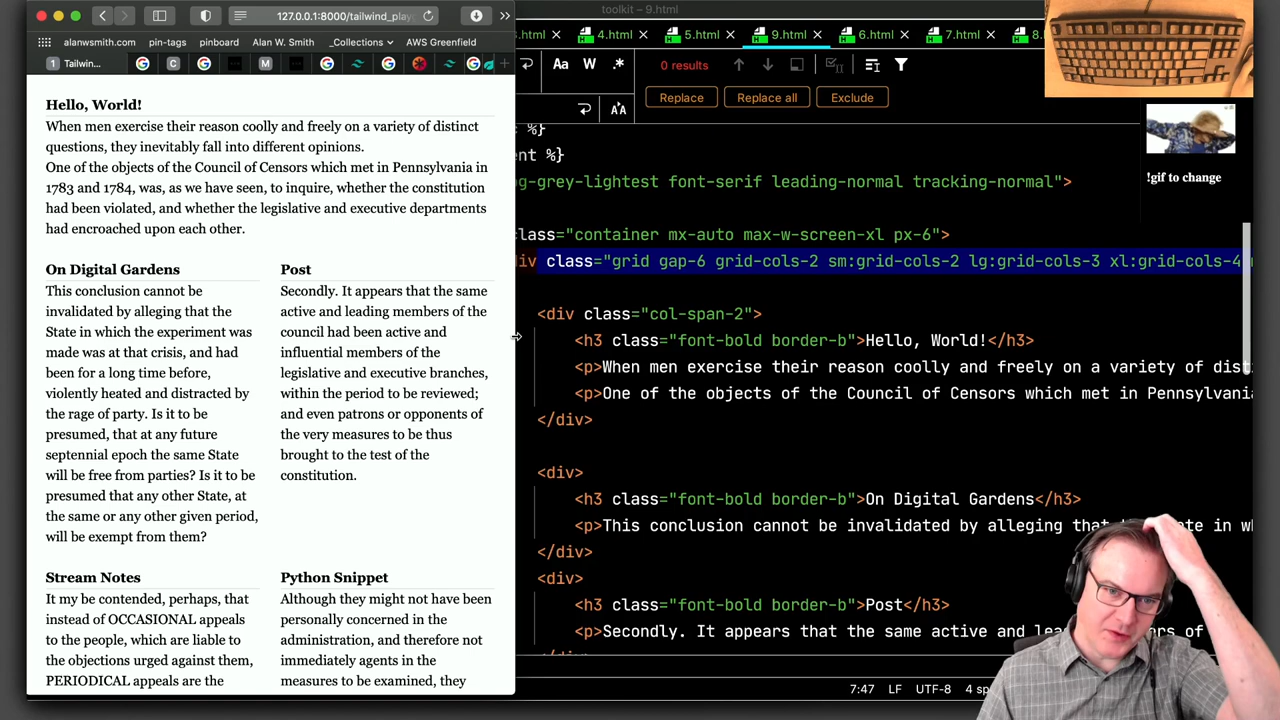 toolkit – 9.html
127.0.0.1:8000/tailwind_play
alanwsmith.com pin-tags pinboard Alan W. Smith _Collections AWS Greenfield
1 Tailwin...
C
M
3.html 4.html 5.html 9.html 6.html 7.html 8.
Aa W .* 0 results
Replace Replace all Exclude
Hello, World!
When men exercise their reason coolly and freely on a variety of distinct
questions, they inevitably fall into different opinions.
One of the objects of the Council of Censors which met in Pennsylvania in
1783 and 1784, was, as we have seen, to inquire, whether the constitution
had been violated, and whether the legislative and executive departments
had encroached upon each other.
On Digital Gardens
This conclusion cannot be
invalidated by alleging that the
State in which the experiment was
made was at that crisis, and had
been for a long time before,
violently heated and distracted by
the rage of party. Is it to be
presumed, that at any future
septennial epoch the same State
will be free from parties? Is it to be
presumed that any other State, at
the same or any other given period,
will be exempt from them?
Post
Secondly. It appears that the same
active and leading members of the
council had been active and
influential members of the
legislative and executive branches,
within the period to be reviewed;
and even patrons or opponents of
the very measures to be thus
brought to the test of the
constitution.
Stream Notes
It my be contended, perhaps, that
instead of OCCASIONAL appeals
to the people, which are liable to
the objections urged against them,
PERIODICAL appeals are the
Python Snippet
Although they might not have been
personally concerned in the
administration, and therefore not
immediately agents in the
measures to be examined, they
%}
ent %}
g-grey-lightest font-serif leading-normal tracking-normal">
lass="container mx-auto max-w-screen-xl px-6">
iv class="grid gap-6 grid-cols-2 sm:grid-cols-2 lg:grid-cols-3 xl:grid-cols-4
<div class="col-span-2">
<h3 class="font-bold border-b">Hello, World!</h3>
<p>When men exercise their reason coolly and freely on a variety of dist
<p>One of the objects of the Council of Censors which met in Pennsylvania
</div>
<div>
<h3 class="font-bold border-b">On Digital Gardens</h3>
<p>This conclusion cannot be invalidated by alleging that
</div>
<div>
<h3 class="font-bold border-b">Post</h3>
<p>Secondly. It appears that the same active and
7:47 LF UTF-8 4 sp
!gif to change